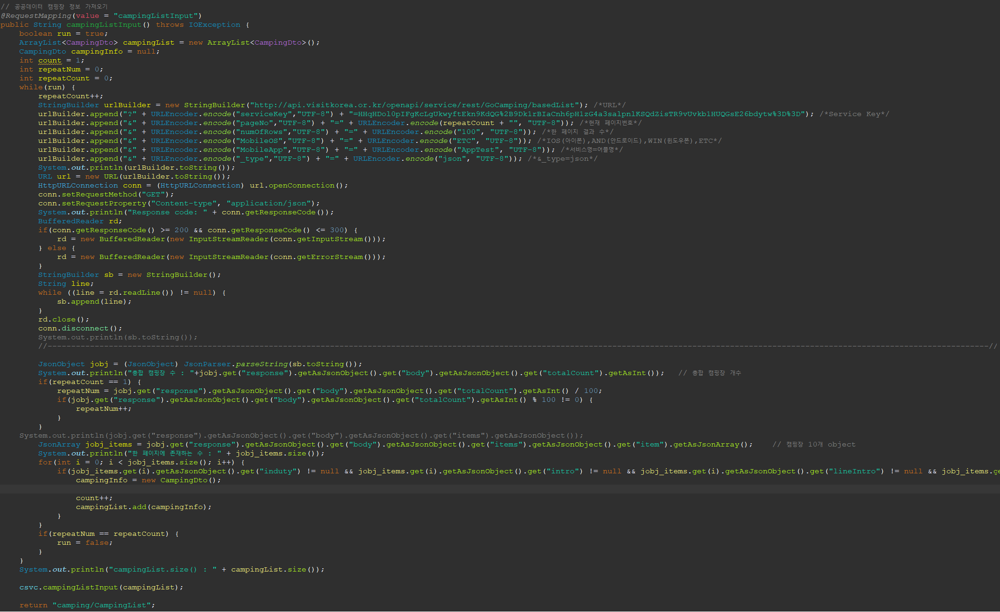 // 공공데이터 캠핑장 정보 가져오기
@RequestMapping(value = "campingListInput")
public String campingListInput() throws IOException {
    boolean run = true;
    ArrayList<CampingDto> campingList = new ArrayList<CampingDto>();
    CampingDto campingInfo = null;
    int count = 1;
    int repeatNum = 0;
    int repeatCount = 0;
    while(run) {
        repeatCount++;
        StringBuilder urlBuilder = new StringBuilder("http://api.visitkorea.or.kr/openapi/service/rest/GoCamping/basedList"); /*URL*/
        urlBuilder.append("?" + URLEncoder.encode("serviceKey","UTF-8") + "=HHqHDol0pIFgKcLgUkwyftEkn9KdQG%2B9Dk1rBIaCnh6pH1zG4a3salpnlKSQdZisTR9vUvkb1HUQGsE26bdytw%3D%3D"); /*Service Key*/
        urlBuilder.append("&" + URLEncoder.encode("pageNo","UTF-8") + "=" + URLEncoder.encode(repeatCount + "", "UTF-8")); /*현재 페이지번호*/
        urlBuilder.append("&" + URLEncoder.encode("numOfRows","UTF-8") + "=" + URLEncoder.encode("100", "UTF-8")); /*한 페이지 결과 수*/
        urlBuilder.append("&" + URLEncoder.encode("MobileOS","UTF-8") + "=" + URLEncoder.encode("ETC", "UTF-8")); /*IOS(아이폰),AND(안드로이드),WIN(윈도우폰),ETC*/
        urlBuilder.append("&" + URLEncoder.encode("MobileApp","UTF-8") + "=" + URLEncoder.encode("AppTest", "UTF-8")); /*서비스명=어플명*/
        urlBuilder.append("&" + URLEncoder.encode("_type","UTF-8") + "=" + URLEncoder.encode("json", "UTF-8")); /*&_type=json*/
        System.out.println(urlBuilder.toString());
        URL url = new URL(urlBuilder.toString());
        HttpURLConnection conn = (HttpURLConnection) url.openConnection();
        conn.setRequestMethod("GET");
        conn.setRequestProperty("Content-type", "application/json");
        System.out.println("Response code: " + conn.getResponseCode());
        BufferedReader rd;
        if(conn.getResponseCode() >= 200 && conn.getResponseCode() <= 300) {
            rd = new BufferedReader(new InputStreamReader(conn.getInputStream()));
        } else {
            rd = new BufferedReader(new InputStreamReader(conn.getErrorStream()));
        }
        StringBuilder sb = new StringBuilder();
        String line;
        while ((line = rd.readLine()) != null) {
            sb.append(line);
        }
        rd.close();
        conn.disconnect();
        System.out.println(sb.toString());
        //--------------------------------------------------------------------------------------------------------------------------------------------------------------------------------------------------------//
        JsonObject jobj = (JsonObject) JsonParser.parseString(sb.toString());
        System.out.println("총합 캠핑장 수 : "+jobj.get("response").getAsJsonObject().get("body").getAsJsonObject().get("totalCount").getAsInt());   // 총합 캠핑장 개수
        if(repeatCount == 1) {
            repeatNum = jobj.get("response").getAsJsonObject().get("body").getAsJsonObject().get("totalCount").getAsInt() / 100;
            if(jobj.get("response").getAsJsonObject().get("body").getAsJsonObject().get("totalCount").getAsInt() % 100 != 0) {
                repeatNum++;
            }
        }
    System.out.println(jobj.get("response").getAsJsonObject().get("body").getAsJsonObject().get("items").getAsJsonObject());
        JsonArray jobj_items = jobj.get("response").getAsJsonObject().get("body").getAsJsonObject().get("items").getAsJsonObject().get("item").getAsJsonArray();    // 캠핑장 10개 object
        System.out.println("한 페이지에 존재하는 수 : " + jobj_items.size());
        for(int i = 0; i < jobj_items.size(); i++) {
            if(jobj_items.get(i).getAsJsonObject().get("induty") != null && jobj_items.get(i).getAsJsonObject().get("intro") != null && jobj_items.get(i).getAsJsonObject().get("lineIntro") != null && jobj_items.ge
                campingInfo = new CampingDto();
                count++;
                campingList.add(campingInfo);
            }
        }
        if(repeatNum == repeatCount) {
            run = false;
        }
    }
    System.out.println("campingList.size() : " + campingList.size());
    csvc.campingListInput(campingList);
    return "camping/CampingList";